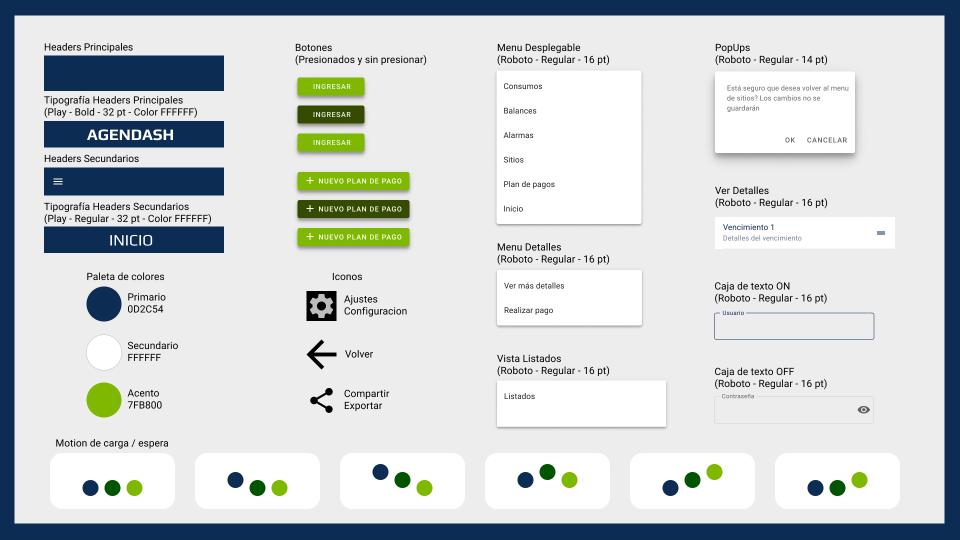 Headers Principales
Tipografía Headers Principales
(Play - Bold - 32 pt - Color FFFFFF)
AGENDASH
Headers Secundarios
Tipografía Headers Secundarios
(Play - Regular - 32 pt - Color FFFFFF)
INICIO
Paleta de colores
Primario
0D2C54
Secundario
FFFFFF
Acento
7FB800
Botones
(Presionados y sin presionar)
INGRESAR
INGRESAR
INGRESAR
NUEVO PLAN DE PAGO
NUEVO PLAN DE PAGO
NUEVO PLAN DE PAGO
Iconos
Ajustes
Configuracion
Volver
Compartir
Exportar
Menu Desplegable
(Roboto - Regular - 16 pt)
Consumos
Balances
Alarmas
Sitios
Plan de pagos
Inicio
Menu Detalles
(Roboto - Regular - 16 pt)
Ver más detalles
Realizar pago
Vista Listados
(Roboto - Regular - 16 pt)
Listados
PopUps
(Roboto - Regular - 14 pt)
Está seguro que desea volver al menu
de sitios? Los cambios no se
guardarán
OK CANCELAR
Ver Detalles
(Roboto - Regular - 16 pt)
Vencimiento 1
Detalles del vencimiento
Caja de texto ON
(Roboto - Regular - 16 pt)
Usuario
Caja de texto OFF
(Roboto - Regular - 16 pt)
Contraseña
Motion de carga / espera